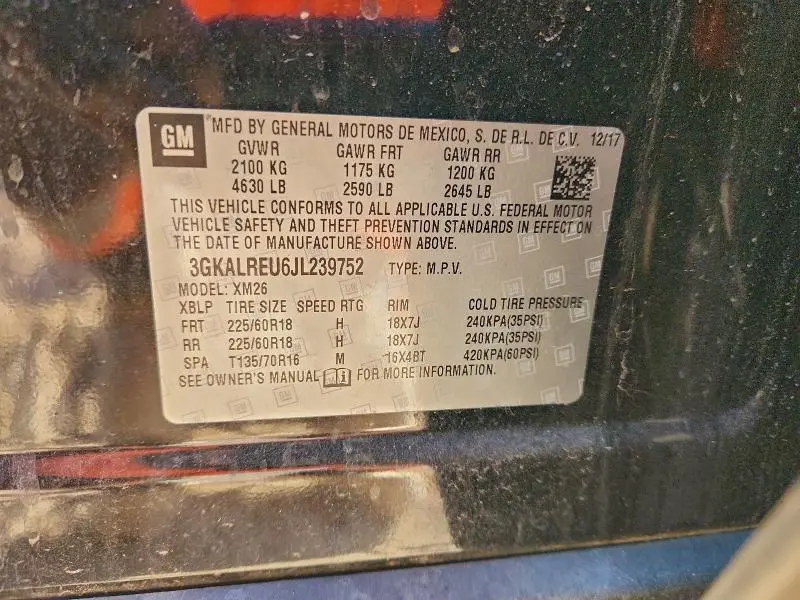 GM MFD BY GENERAL MOTORS DE MEXICO, S. DE R.L. DE C.V. 12/17
GVWR GAWR FRT GAWR RR
2100 KG 1175 KG 1200 KG
4630 LB 2590 LB 2645 LB
THIS VEHICLE CONFORMS TO ALL APPLICABLE U.S. FEDERAL MOTOR
VEHICLE SAFETY AND THEFT PREVENTION STANDARDS IN EFFECT ON
THE DATE OF MANUFACTURE SHOWN ABOVE.
3GKALREU6JL239752 TYPE: M.P.V.
MODEL: XM26
XBLP TIRE SIZE SPEED RTG RIM COLD TIRE PRESSURE
FRT 225/60R18 H 18X7J 240KPA(35PSI)
RR 225/60R18 H 18X7J 240KPA(35PSI)
SPA T135/70R16 M 16X4BT 420KPA(60PSI)
SEE OWNER'S MANUAL FOR MORE INFORMATION.